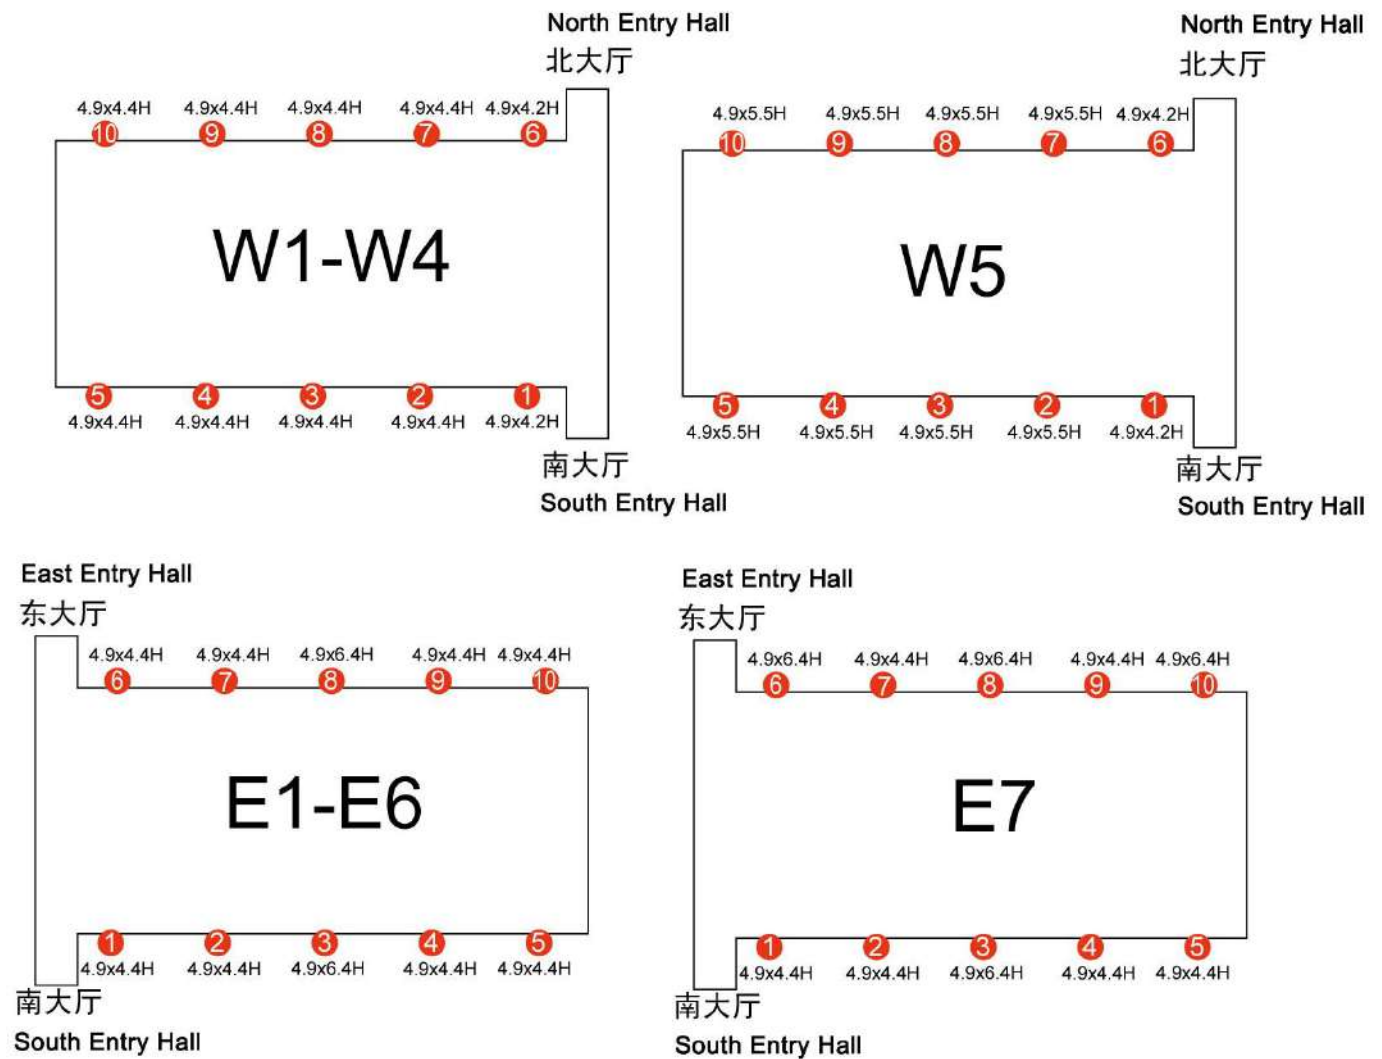 North Entry Hall
北大厅
4.9x4.4H 4.9x4.4H 4.9x4.4H 4.9x4.4H 4.9x4.2H
10 9 8 7 6
W1-W4
5 4 3 2 1
4.9x4.4H 4.9x4.4H 4.9x4.4H 4.9x4.4H 4.9x4.2H
南大厅
South Entry Hall
North Entry Hall
北大厅
4.9x5.5H 4.9x5.5H 4.9x5.5H 4.9x5.5H 4.9x4.2H
10 9 8 7 6
W5
5 4 3 2 1
4.9x5.5H 4.9x5.5H 4.9x5.5H 4.9x5.5H 4.9x4.2H
南大厅
South Entry Hall
East Entry Hall
东大厅
4.9x4.4H 4.9x4.4H 4.9x6.4H 4.9x4.4H 4.9x4.4H
6 7 8 9 10
E1-E6
1 2 3 4 5
4.9x4.4H 4.9x4.4H 4.9x6.4H 4.9x4.4H 4.9x4.4H
南大厅
South Entry Hall
East Entry Hall
东大厅
4.9x6.4H 4.9x4.4H 4.9x6.4H 4.9x4.4H 4.9x6.4H
6 7 8 9 10
E7
1 2 3 4 5
4.9x4.4H 4.9x4.4H 4.9x6.4H 4.9x4.4H 4.9x4.4H
南大厅
South Entry Hall